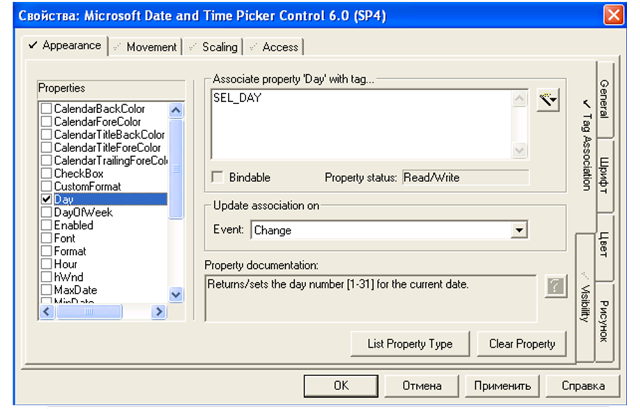 Свойства: Microsoft Date and Time Picker Control 6.0 (SP4)
Appearance
Movement
Scaling
Access
Properties
CalendarBackColor
CalendarForeColor
CalendarTitleBackColor
CalendarTitleForeColor
CalendarTrailingForeColo
CheckBox
CustomFormat
Day
DayOfWeek
Enabled
Font
Format
Hour
hWnd
MaxDate
MinDate
Associate property 'Day' with tag...
SEL_DAY
Bindable
Property status: Read/Write
Update association on
Event: Change
Property documentation:
Returns/sets the day number [1-31] for the current date.
?
List Property Type
Clear Property
General
Tag Association
Шрифт
Цвет
Visibility
Рисунок
OK
Отмена
Применить
Справка